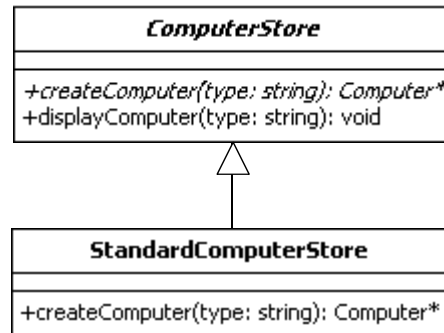 ComputerStore
+createComputer(type: string): Computer*
+displayComputer(type: string): void
StandardComputerStore
+createComputer(type: string): Computer*